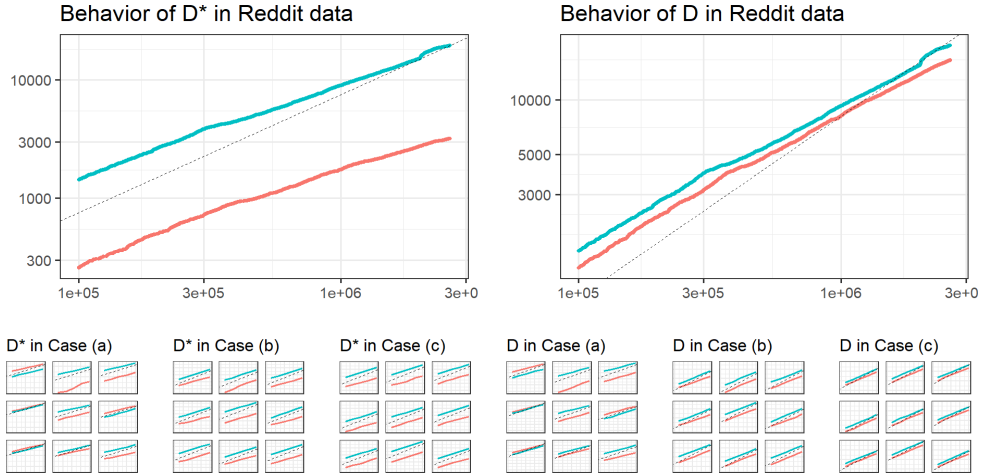 Behavior of D* in Reddit data
10000
3000
1000
300
1e+05
3e+05
1e+06
3e+0
Behavior of D in Reddit data
10000
5000
3000
1e+05
3e+05
1e+06
3e+0
D* in Case (a)
D* in Case (b)
D* in Case (c)
D in Case (a)
D in Case (b)
D in Case (c)